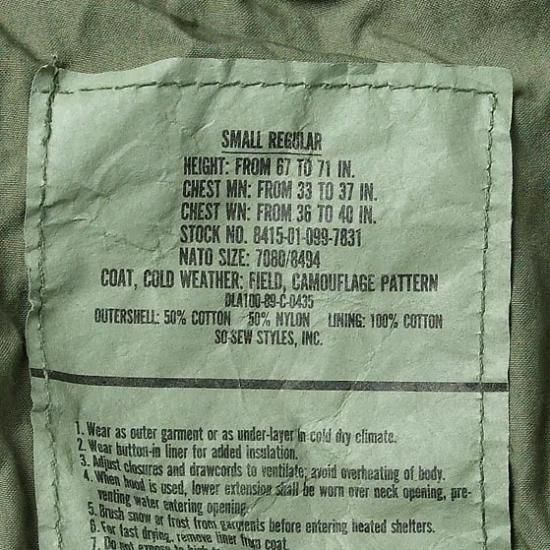 SMALL REGULAR
HEIGHT: FROM 67 TO 71 IN.
CHEST MN: FROM 33 TO 37 IN.
CHEST WN: FROM 36 TO 40 IN.
STOCK NO. 8415-01-099-7831
NATO SIZE: 7080/8494
COAT, COLD WEATHER: FIELD, CAMOUFLAGE PATTERN
DLA100-89-C-0435
OUTERSHELL: 50% COTTON 50% NYLON LINING: 100% COTTON
SO-SEW STYLES, INC.
1. Wear as outer garment or as under-layer in cold dry climate.
2. Wear button-in liner for added insulation.
3. Adjust closures and drawcords to ventilate; avoid overheating of body.
4. When hood is used, lower extension shall be worn over neck opening, pre-
venting water entering opening.
5. Brush snow or frost from garments before entering heated shelters.
6. For fast drying, remove liner from coat.
7. Do not expose to high